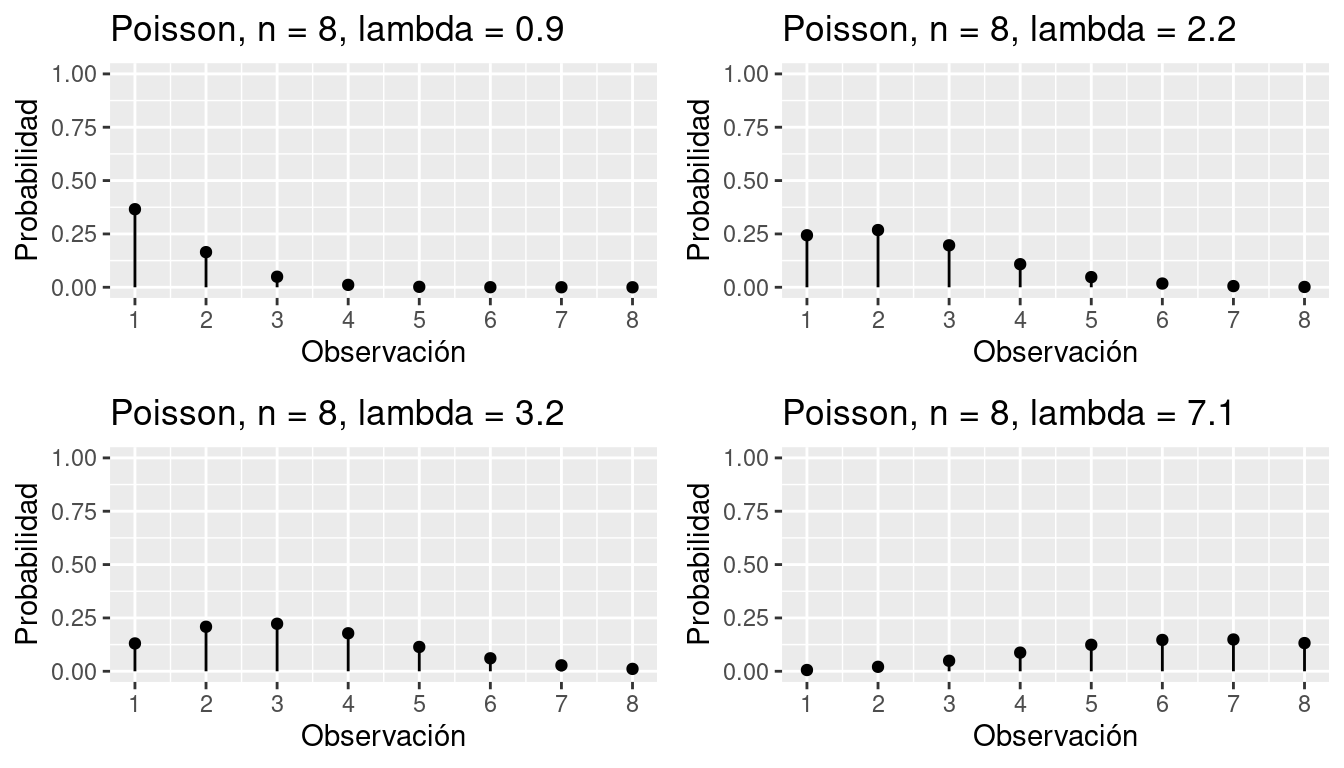 Poisson, n = 8, lambda = 0.9
Probabilidad
1.00
0.75
0.50
0.25
0.00
1 2 3 4 5 6 7 8
Observación
Poisson, n = 8, lambda = 2.2
Probabilidad
1.00
0.75
0.50
0.25
0.00
1 2 3 4 5 6 7 8
Observación
Poisson, n = 8, lambda = 3.2
Probabilidad
1.00
0.75
0.50
0.25
0.00
1 2 3 4 5 6 7 8
Observación
Poisson, n = 8, lambda = 7.1
Probabilidad
1.00
0.75
0.50
0.25
0.00
1 2 3 4 5 6 7 8
Observación